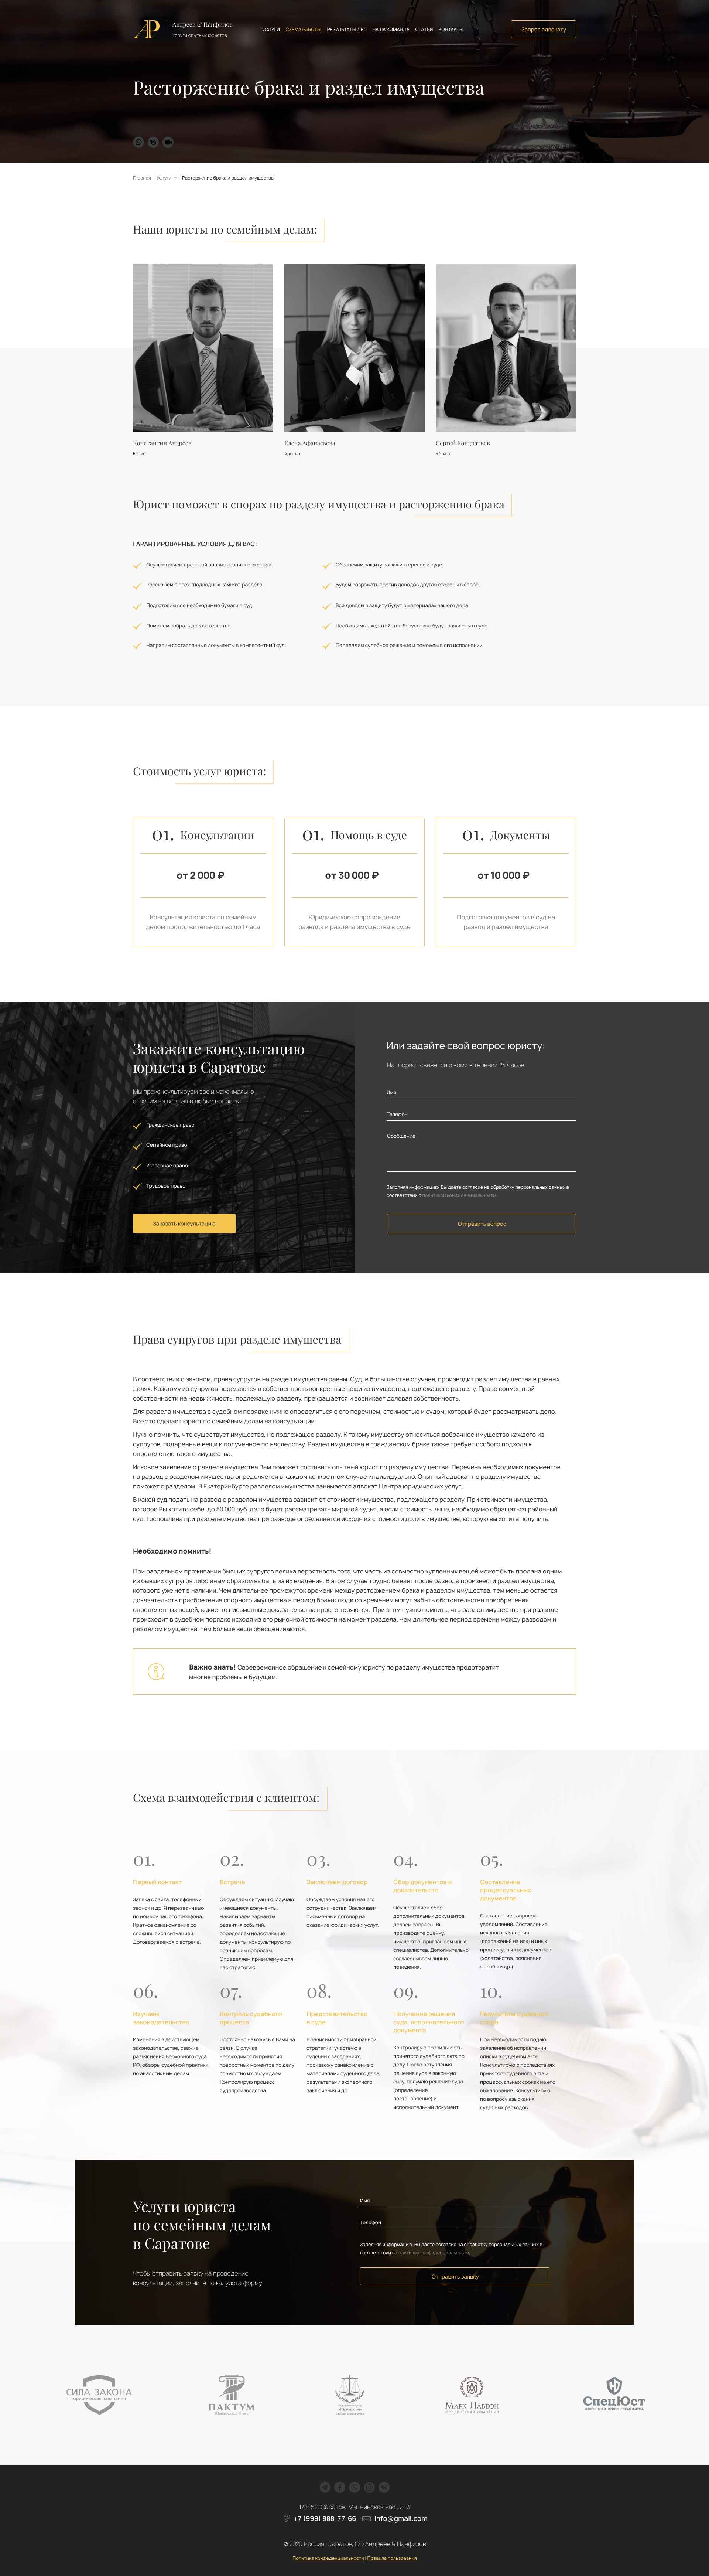 Андреев & Панфилов
Услуги опытных юристов
УСЛУГИ СХЕМА РАБОТЫ РЕЗУЛЬТАТЫ ДЕЛ НАША КОМАНДА СТАТЬИ КОНТАКТЫ
Запрос адвокату
Расторжение брака и раздел имущества
Главная Услуги Расторжение брака и раздел имущества
Наши юристы по семейным делам:
Константин Андреев
Юрист
Елена Афанасьева
Адвокат
Сергей Кондратьев
Юрист
Юрист поможет в спорах по разделу имущества и расторжению брака
ГАРАНТИРОВАННЫЕ УСЛОВИЯ ДЛЯ ВАС:
Осуществляем правовой анализ возникшего спора.
Расскажем о всех "подводных камнях" раздела.
Подготовим все необходимые бумаги в суд.
Поможем собрать доказательства.
Направим составленные документы в компетентный суд.
Обеспечим защиту ваших интересов в суде.
Будем возражать против доводов другой стороны в споре.
Все доводы в защиту будут в материалах вашего дела.
Необходимые ходатайства безусловно будут заявлены в суде.
Передадим судебное решение и поможем в его исполнении.
Стоимость услуг юриста:
01. Консультации
от 2 000 ₽
Консультация юриста по семейным
делом продолжительностью до 1 часа
01. Помощь в суде
от 30 000 ₽
Юридическое сопровождение
развода и раздела имущества в суде
01. Документы
от 10 000 ₽
Подготовка документов в суд на
развод и раздел имущества
Закажите консультацию
юриста в Саратове
Мы проконсультируем вас и максимально
ответим на все ваши любые вопросы
Гражданское право
Семейное право
Уголовное право
Трудовое право
Заказать консультацию
Или задайте свой вопрос юристу:
Наш юрист свяжется с вами в течении 24 часов
Имя
Телефон
Сообщение
Заполняя информацию, Вы даете согласие на обработку персональных данных в
соответствии с политикой конфиденциальности.
Отправить вопрос
Права супругов при разделе имущества
В соответствии с законом, права супругов на раздел имущества равны. Суд, в большинстве случаев, производит раздел имущества в равных
долях. Каждому из супругов передаются в собственность конкретные вещи из имущества, подлежащего разделу. Право совместной
собственности на недвижимость, подлежащую разделу, прекращается и возникает долевая собственность.
Для раздела имущества в судебном порядке нужно определиться с его перечнем, стоимостью и судом, который будет рассматривать дело.
Все это сделает юрист по семейным делам на консультации.
Нужно помнить, что существует имущество, не подлежащее разделу. К такому имуществу относиться добрачное имущество каждого из
супругов, подаренные вещи и полученное по наследству. Раздел имущества в гражданском браке также требует особого подхода к
определению такого имущества.
Исковое заявление о разделе имущества Вам поможет составить опытный юрист по разделу имущества. Перечень необходимых документов
на развод с разделом имущества определяется в каждом конкретном случае индивидуально. Опытный адвокат по разделу имущества
поможет с разделом. В Екатеринбурге разделом имущества занимается адвокат Центра юридических услуг.
В какой суд подать на развод с разделом имущества зависит от стоимости имущества, подлежащего разделу. При стоимости имущества,
которое Вы хотите себе, до 50 000 руб. дело будет рассматривать мировой судья, а если стоимость выше, необходимо обращаться районный
суд. Госпошлина при разделе имущества при разводе определяется исходя из стоимости доли в имуществе, которую вы хотите получить.
Необходимо помнить!
При раздельном проживании бывших супругов велика вероятность того, что часть из совместно купленных вещей может быть продана одним
из бывших супругов либо иным образом выбыть из их владения. В этом случае трудно бывает после развода произвести раздел имущества,
которого уже нет в наличии. Чем длительнее промежуток времени между расторжением брака и разделом имущества, тем меньше остается
доказательств приобретения спорного имущества в период брака: люди со временем могут забыть обстоятельства приобретения
определенных вещей, какие-то письменные доказательства просто теряются. При этом нужно помнить, что раздел имущества при разводе
происходит в судебном порядке исходя из его рыночной стоимости на момент раздела. Чем длительнее период времени между разводом и
разделом имущества, тем больше вещи обесцениваются.
Важно знать! Своевременное обращение к семейному юристу по разделу имущества предотвратит
многие проблемы в будущем.
Схема взаимодействия с клиентом:
01.
Первый контакт
Заявка с сайта, телефонный
звонок и др. Я перезваниваю
по номеру вашего телефона.
Краткое ознакомление со
сложившейся ситуацией.
Договариваемся о встрече.
02.
Встреча
Обсуждаем ситуацию. Изучаю
имеющиеся документы.
Накидываем варианты
развития событий,
определяем недостающие
документы, консультирую по
возникшим вопросам.
Определяем приемлемую для
вас стратегию.
03.
Заключаем договор
Обсуждаем условия нашего
сотрудничества. Заключаем
письменный договор на
оказание юридических услуг.
04.
Сбор документов и
доказательств
Осуществляем сбор
дополнительных документов,
делаем запросы. Вы
производите оценку,
имущества, приглашаем иных
специалистов. Дополнительно
согласовываем линию
поведения.
05.
Составление
процессуальных
документов
Составление запросов,
уведомлений. Составление
искового заявления
(возражений на иск) и иных
процессуальных документов
(ходатайства, пояснения,
жалобы и др.).
06.
Изучаем
законодательство
Изменения в действующем
законодательстве, свежие
разъяснения Верховного суда
РФ, обзоры судебной практики
по аналогичным делам.
07.
Контроль судебного
процесса
Постоянно нахожусь с Вами на
связи. В случае
необходимости принятия
поворотных моментов по делу
совместно их обсуждаем.
Контролирую процесс
судопроизводства.
08.
Представительство
в суде
В зависимости от избранной
стратегии: участвую в
судебных заседаниях,
произвожу ознакомление с
материалами судебного дела,
результатами экспертного
заключения и др.
09.
Получение решения
суда, исполнительного
документа
Контролирую правильность
принятого судебного акта по
делу. После вступления
решения суда в законную
силу, получаю решение суда
(определение,
постановление) и
исполнительный документ.
10.
При необходимости подаю
заявление об исправлении
описки в судебном акте.
Консультирую о последствиях
принятого судебного акта и
процессуальных сроках на его
обжалование. Консультирую
по вопросу взыскания
судебных расходов.
Услуги юриста
по семейным делам
в Саратове
Чтобы отправить заявку на проведение
консультации, заполните пожалуйста форму.
Имя
Телефон
Заполняя информацию, Вы даете согласие на обработку персональных данных в
соответствии с политикой конфиденциальности.
Отправить заявку
СИЛА ЗАКОНА
юридическая компания
ПАКТУМ
Марк Лабеон
ЮРИДИЧЕСКАЯ КОМПАНИЯ
СпецЮст
178452, Саратов, Мытнинская наб., д.13
+7 (999) 888-77-66 info@gmail.com
© 2020 Россия, Саратов, ОО Андреев & Панфилов
Политика конфиденциальности | Правила пользования